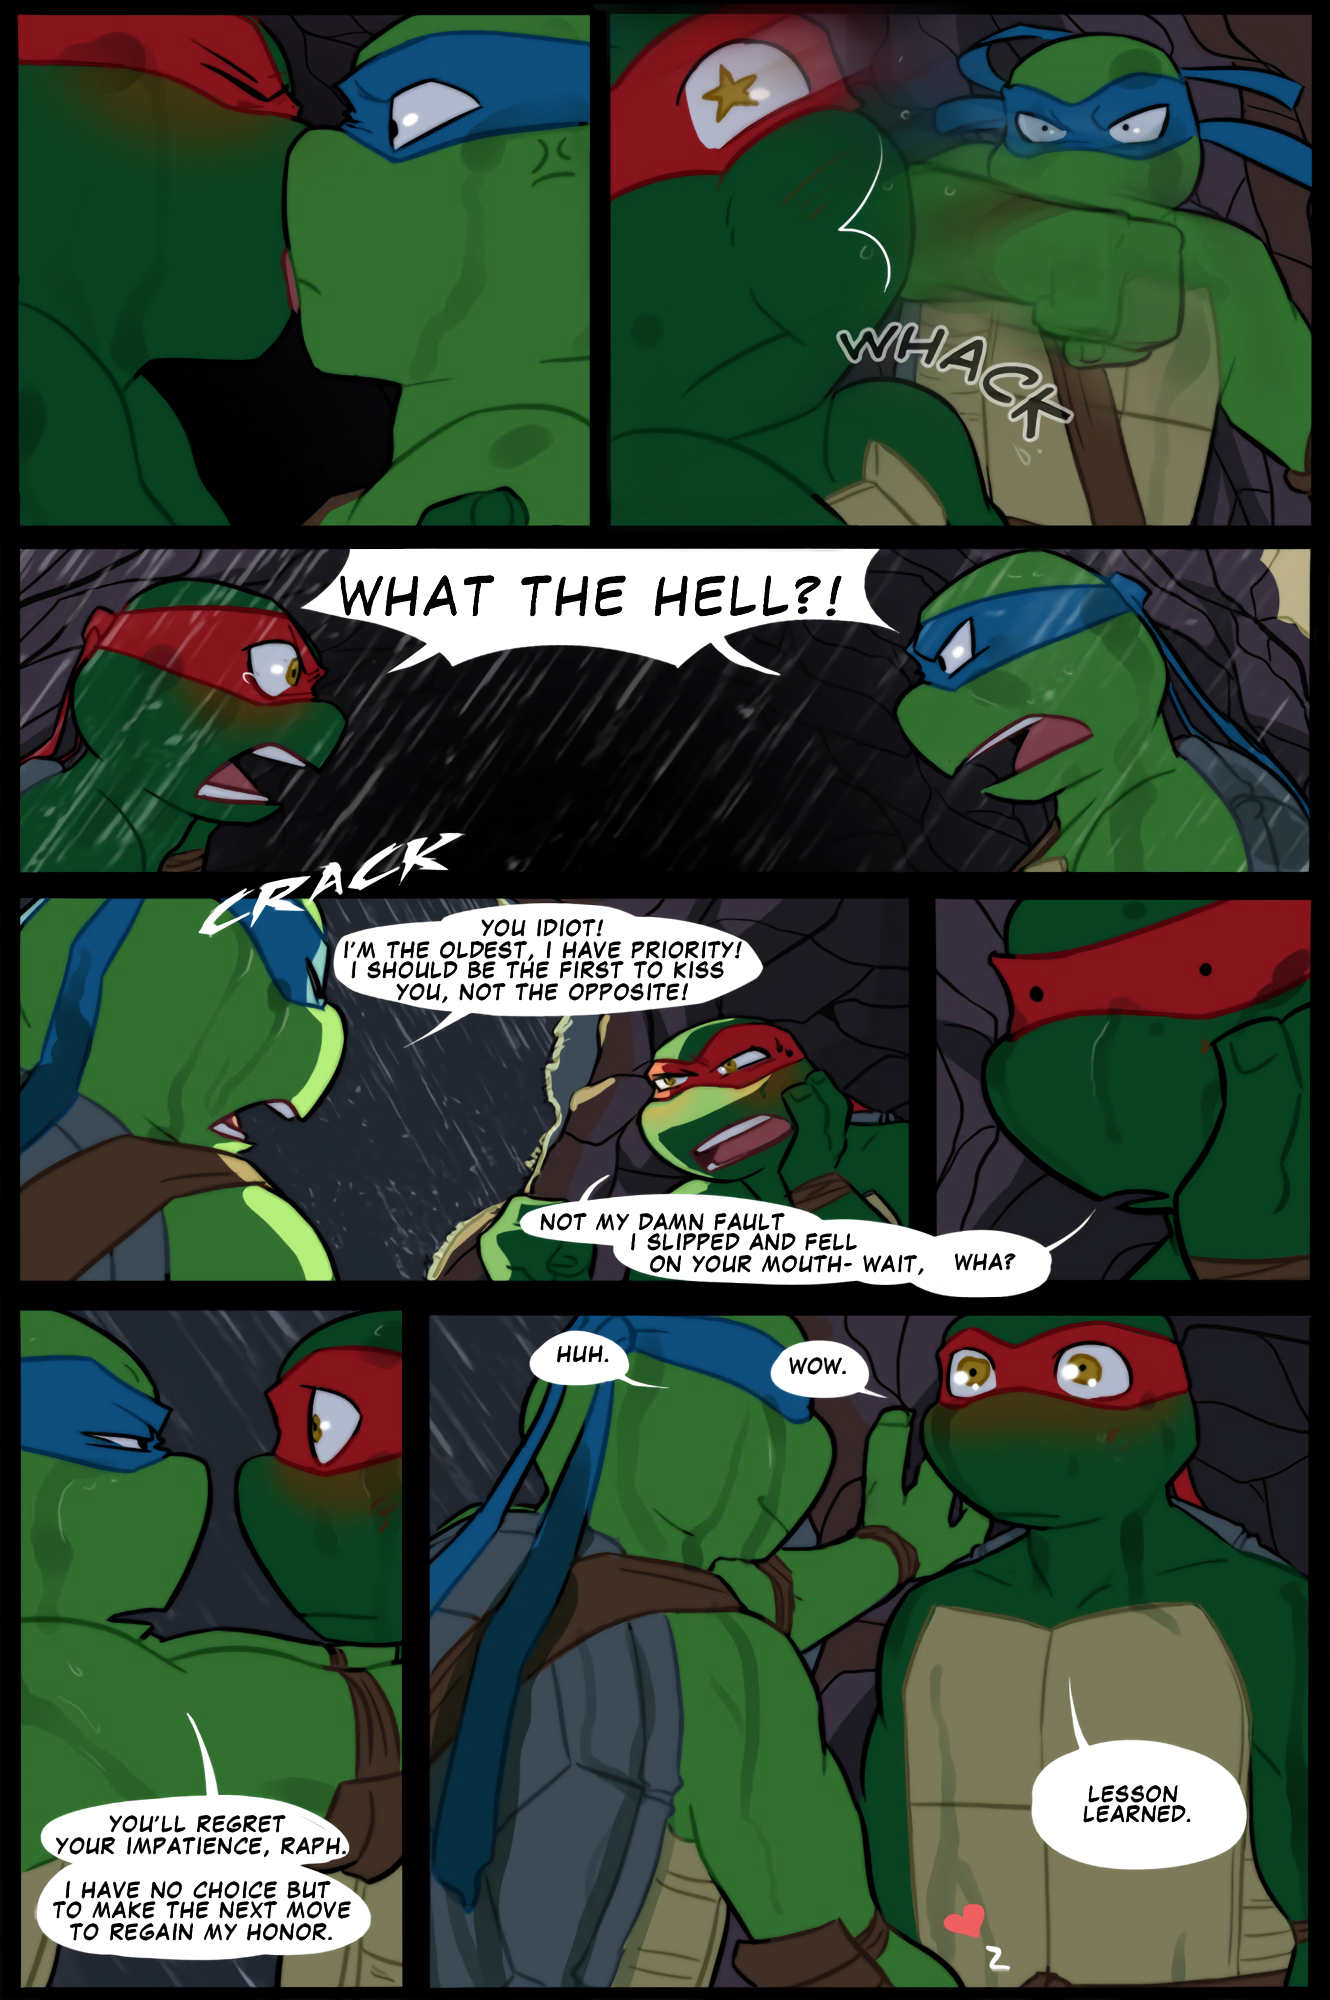 WHACK
WHAT THE HELL?!
CRACK
YOU IDIOT!
I'M THE OLDEST, I HAVE PRIORITY!
I SHOULD BE THE FIRST TO KISS
YOU, NOT THE OPPOSITE!
NOT MY DAMN FAULT
I SLIPPED AND FELL
ON YOUR MOUTH- WAIT,
WHA?
YOU'LL REGRET
YOUR IMPATIENCE, RAPH.
I HAVE NO CHOICE BUT
TO MAKE THE NEXT MOVE
TO REGAIN MY HONOR.
HUH.
WOW.
LESSON
LEARNED.
2